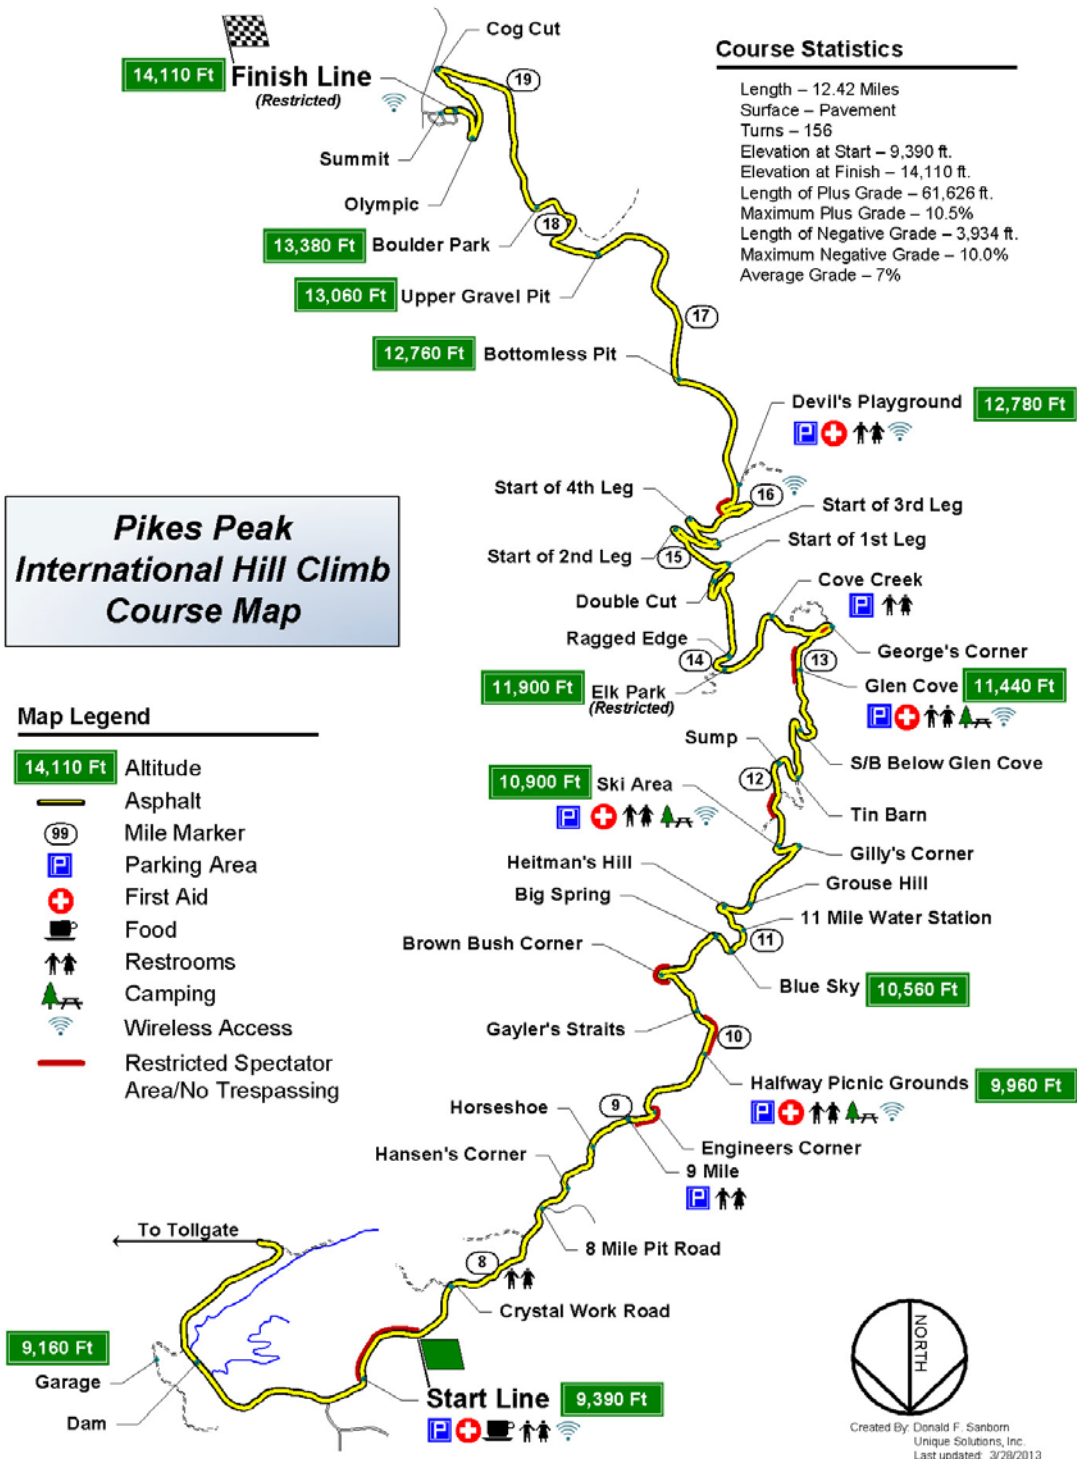 Cog Cut
19
14,110 Ft
Finish Line
(Restricted)
Summit
Olympic
18
13,380 Ft
Boulder Park
13,060 Ft
Upper Gravel Pit
17
12,760 Ft
Bottomless Pit
Course Statistics
Length – 12.42 Miles
Surface – Pavement
Turns – 156
Elevation at Start – 9,390 ft.
Elevation at Finish – 14,110 ft.
Length of Plus Grade – 61,626 ft.
Maximum Plus Grade – 10.5%
Length of Negative Grade – 3,934 ft.
Maximum Negative Grade – 10.0%
Average Grade – 7%
Devil's Playground
12,780 Ft
P
Start of 4th Leg
16
Start of 3rd Leg
Start of 2nd Leg
15
Start of 1st Leg
Double Cut
Cove Creek
P
Ragged Edge
14
13
George's Corner
11,900 Ft
Elk Park
(Restricted)
Glen Cove
11,440 Ft
P
Pikes Peak
International Hill Climb
Course Map
Sump
S/B Below Glen Cove
12
10,900 Ft
Ski Area
P
Tin Barn
Gilly's Corner
Heitman's Hill
Grouse Hill
Big Spring
11 Mile Water Station
11
Brown Bush Corner
Blue Sky
10,560 Ft
Gayler's Straits
10
Halfway Picnic Grounds
9,960 Ft
P
Horseshoe
9
Engineers Corner
Hansen's Corner
9 Mile
P
8 Mile Pit Road
8
Crystal Work Road
Map Legend
14,110 Ft
Altitude
Asphalt
99
Mile Marker
P
Parking Area
First Aid
Food
Restrooms
Camping
Wireless Access
Restricted Spectator
Area/No Trespassing
To Tollgate
9,160 Ft
Garage
Dam
Start Line
9,390 Ft
P
NORTH
Created By: Donald F. Sanborn
Unique Solutions, Inc.
Last updated: 3/28/2013